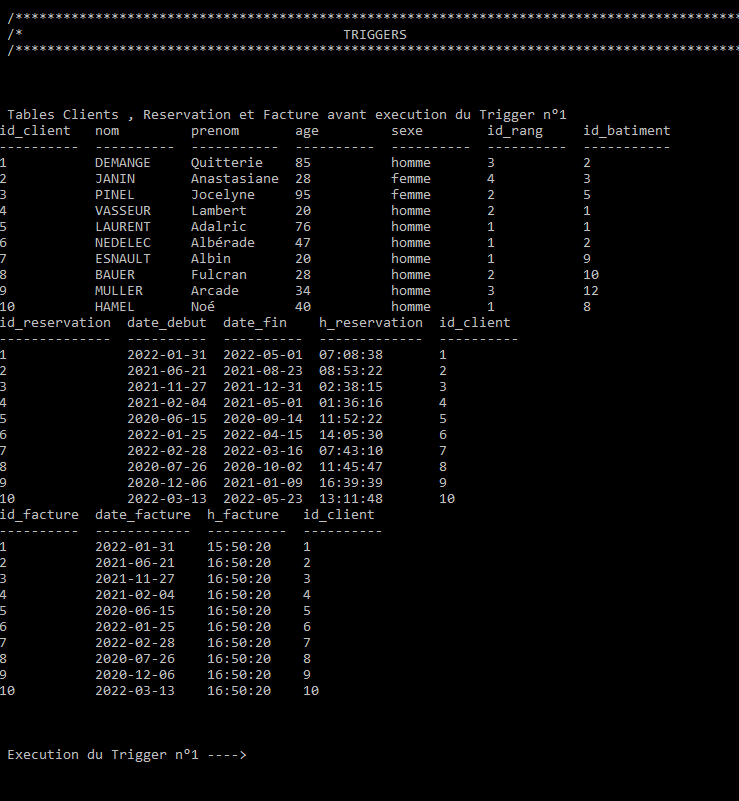 /*******************************************************************************************
/*                                        TRIGGERS
/*******************************************************************************************
Tables Clients , Reservation et Facture avant execution du Trigger n°1
id_client   nom         prenom       age         sexe        id_rang     id_batiment
----------  ----------  -----------  ----------  ----------  ----------  -----------
1           DEMANGE     Quitterie    85          homme       3           2
2           JANIN       Anastasiane  28          femme       4           3
3           PINEL       Jocelyne     95          femme       2           5
4           VASSEUR     Lambert      20          homme       2           1
5           LAURENT     Adalric      76          homme       1           1
6           NEDELEC     Albérade     47          homme       1           2
7           ESNAULT     Albin        20          homme       1           9
8           BAUER       Fulcran      28          homme       2           10
9           MULLER      Arcade       34          homme       3           12
10          HAMEL       Noé          40          homme       1           8
id_reservation  date_debut  date_fin    h_reservation  id_client
--------------  ----------  ----------  -------------  ----------
1               2022-01-31  2022-05-01  07:08:38       1
2               2021-06-21  2021-08-23  08:53:22       2
3               2021-11-27  2021-12-31  02:38:15       3
4               2021-02-04  2021-05-01  01:36:16       4
5               2020-06-15  2020-09-14  11:52:22       5
6               2022-01-25  2022-04-15  14:05:30       6
7               2022-02-28  2022-03-16  07:43:10       7
8               2020-07-26  2020-10-02  11:45:47       8
9               2020-12-06  2021-01-09  16:39:39       9
10              2022-03-13  2022-05-23  13:11:48       10
id_facture  date_facture  h_facture   id_client
----------  ------------  ----------  ----------
1           2022-01-31    15:50:20    1
2           2021-06-21    16:50:20    2
3           2021-11-27    16:50:20    3
4           2021-02-04    16:50:20    4
5           2020-06-15    16:50:20    5
6           2022-01-25    16:50:20    6
7           2022-02-28    16:50:20    7
8           2020-07-26    16:50:20    8
9           2020-12-06    16:50:20    9
10          2022-03-13    16:50:20    10
Execution du Trigger n°1 ---->